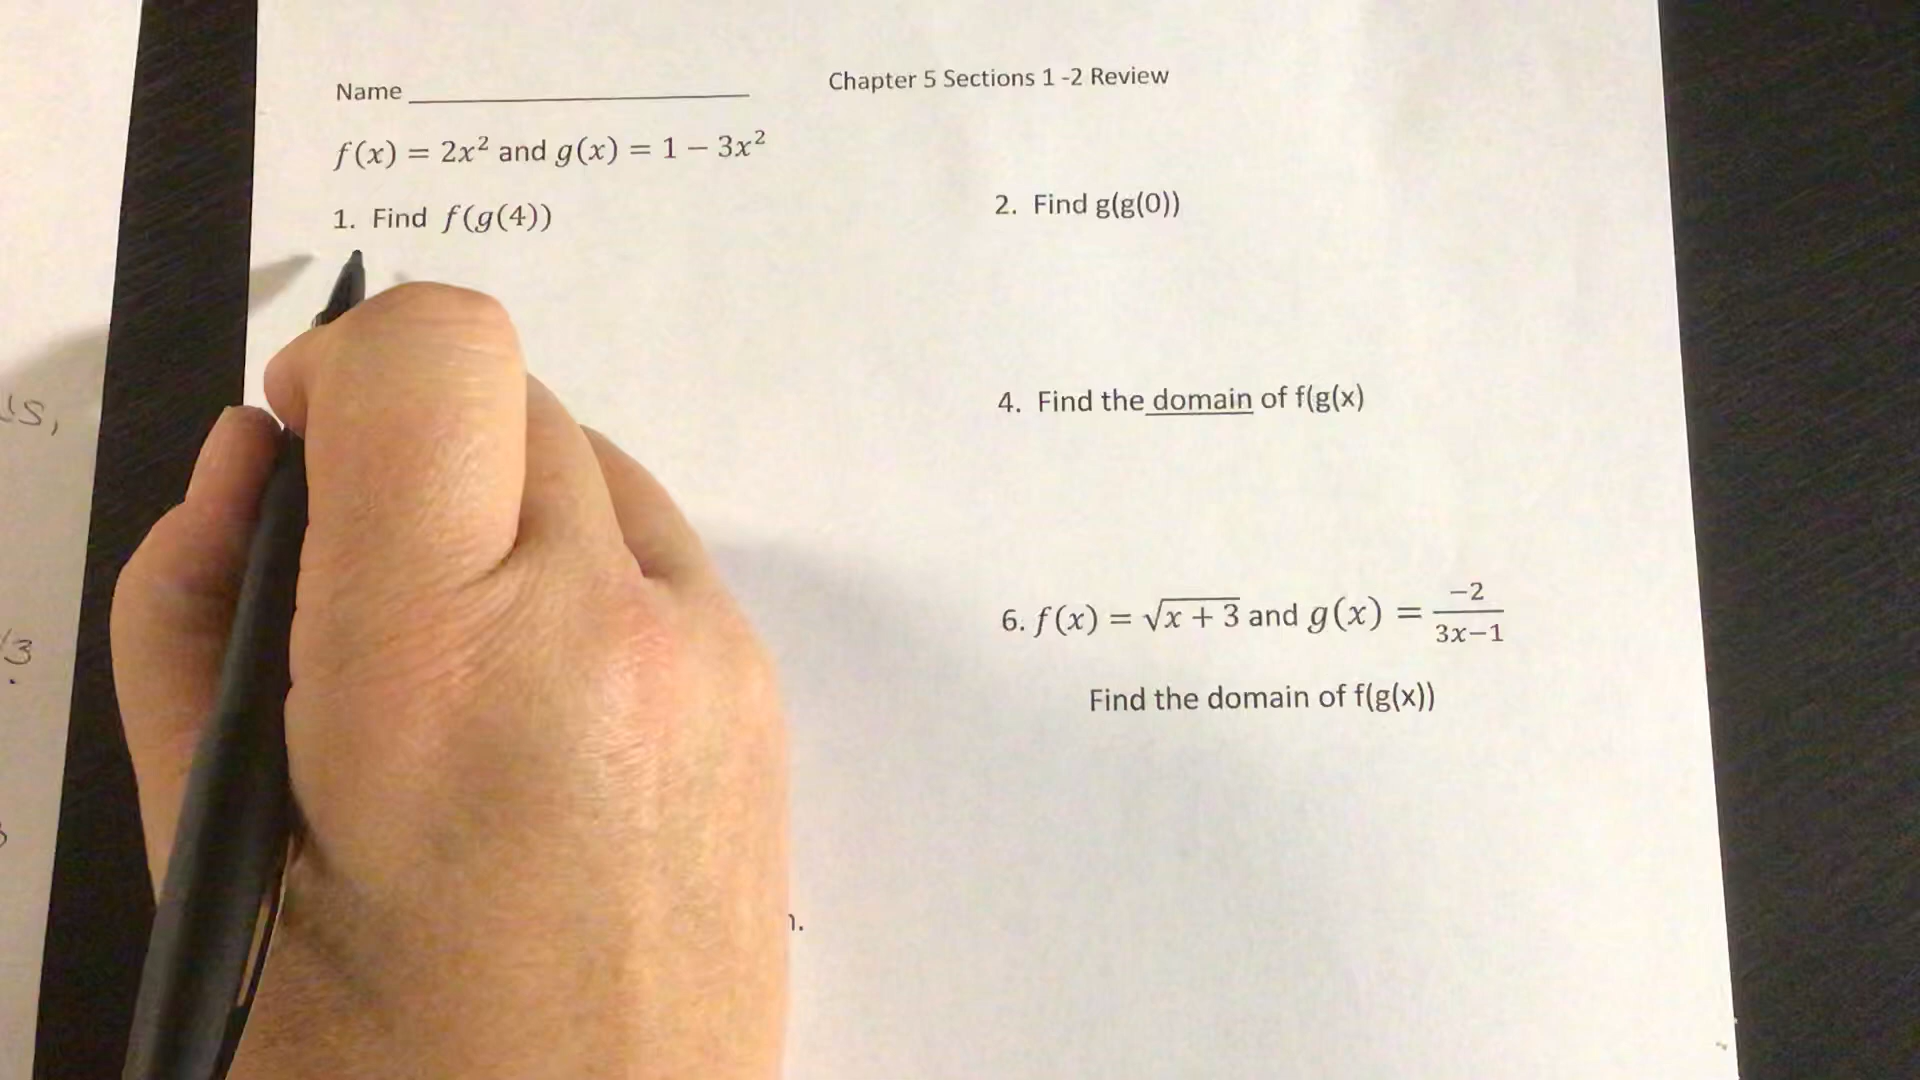 Name
Chapter 5 Sections 1 -2 Review
f(x) = 2x² and g(x) = 1 − 3x²
1. Find f(g(4))
2. Find g(g(0))
4. Find the domain of f(g(x)
6. f(x) = √x + 3 and g(x) = −2/3x−1
Find the domain of f(g(x))